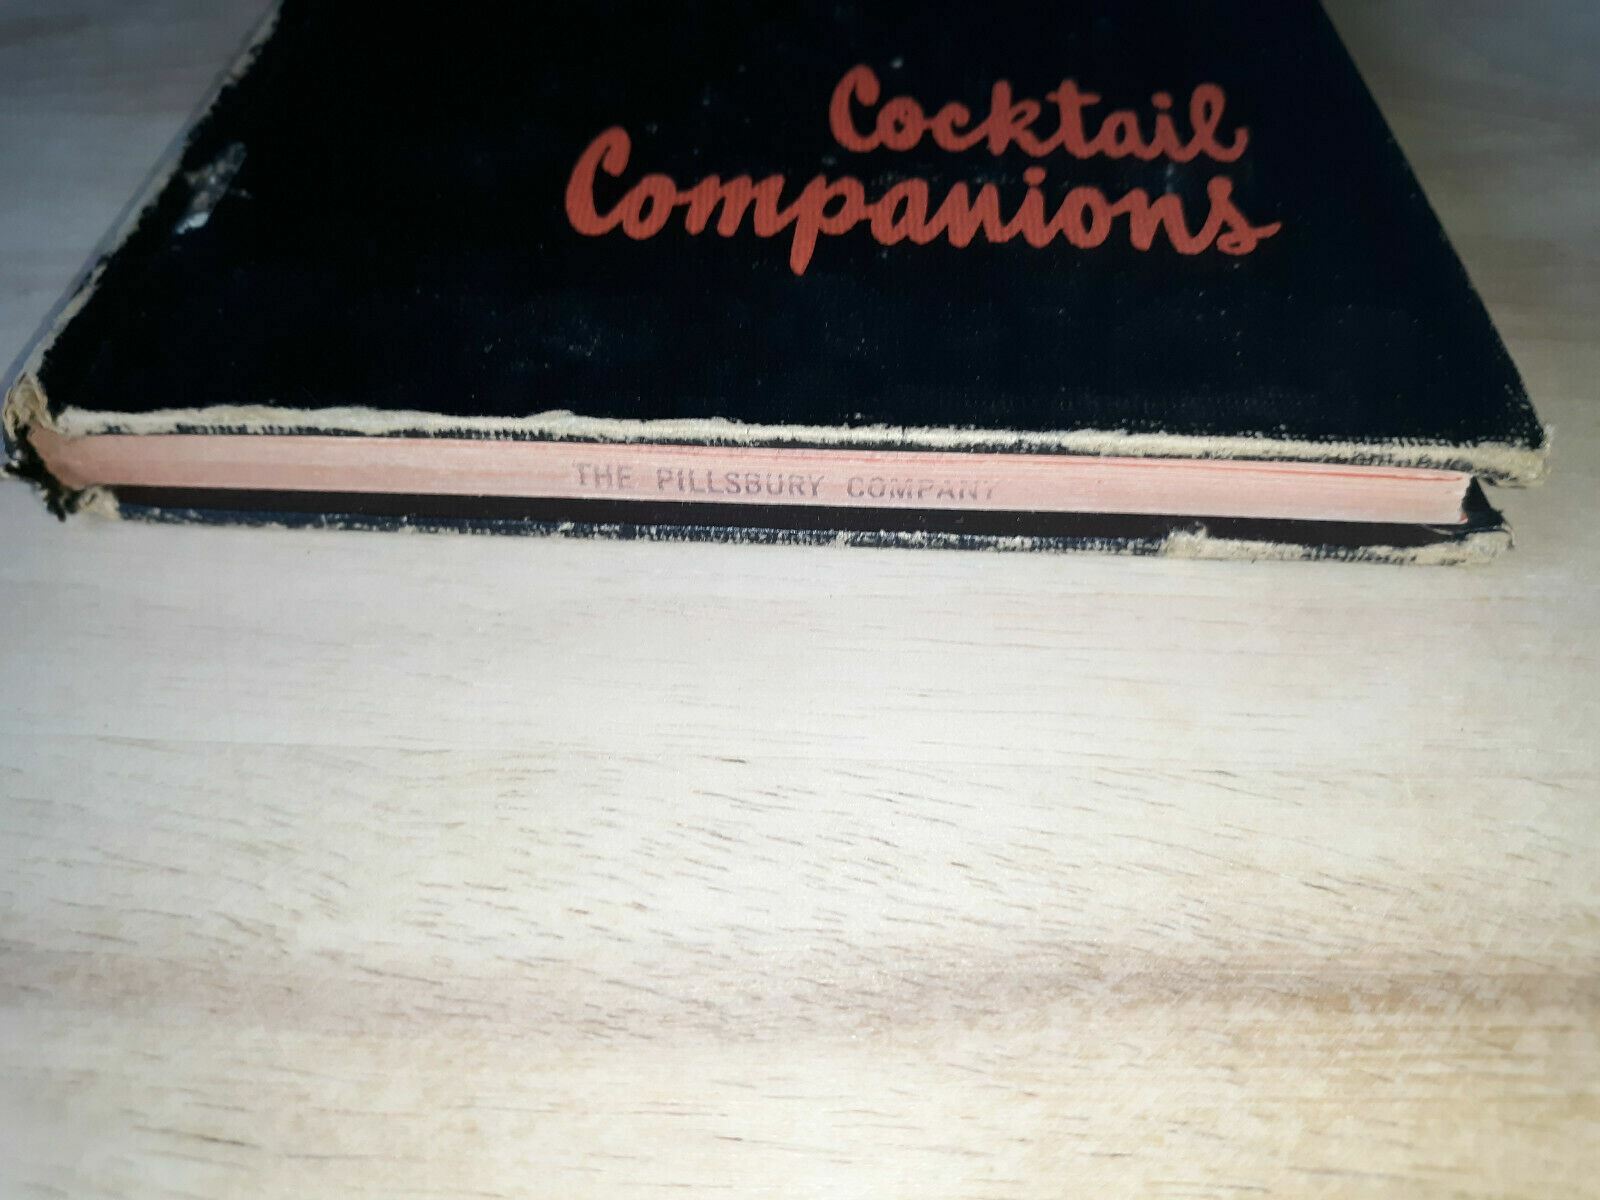 Cocktail
Companions
THE PILLSBURY COMPANY